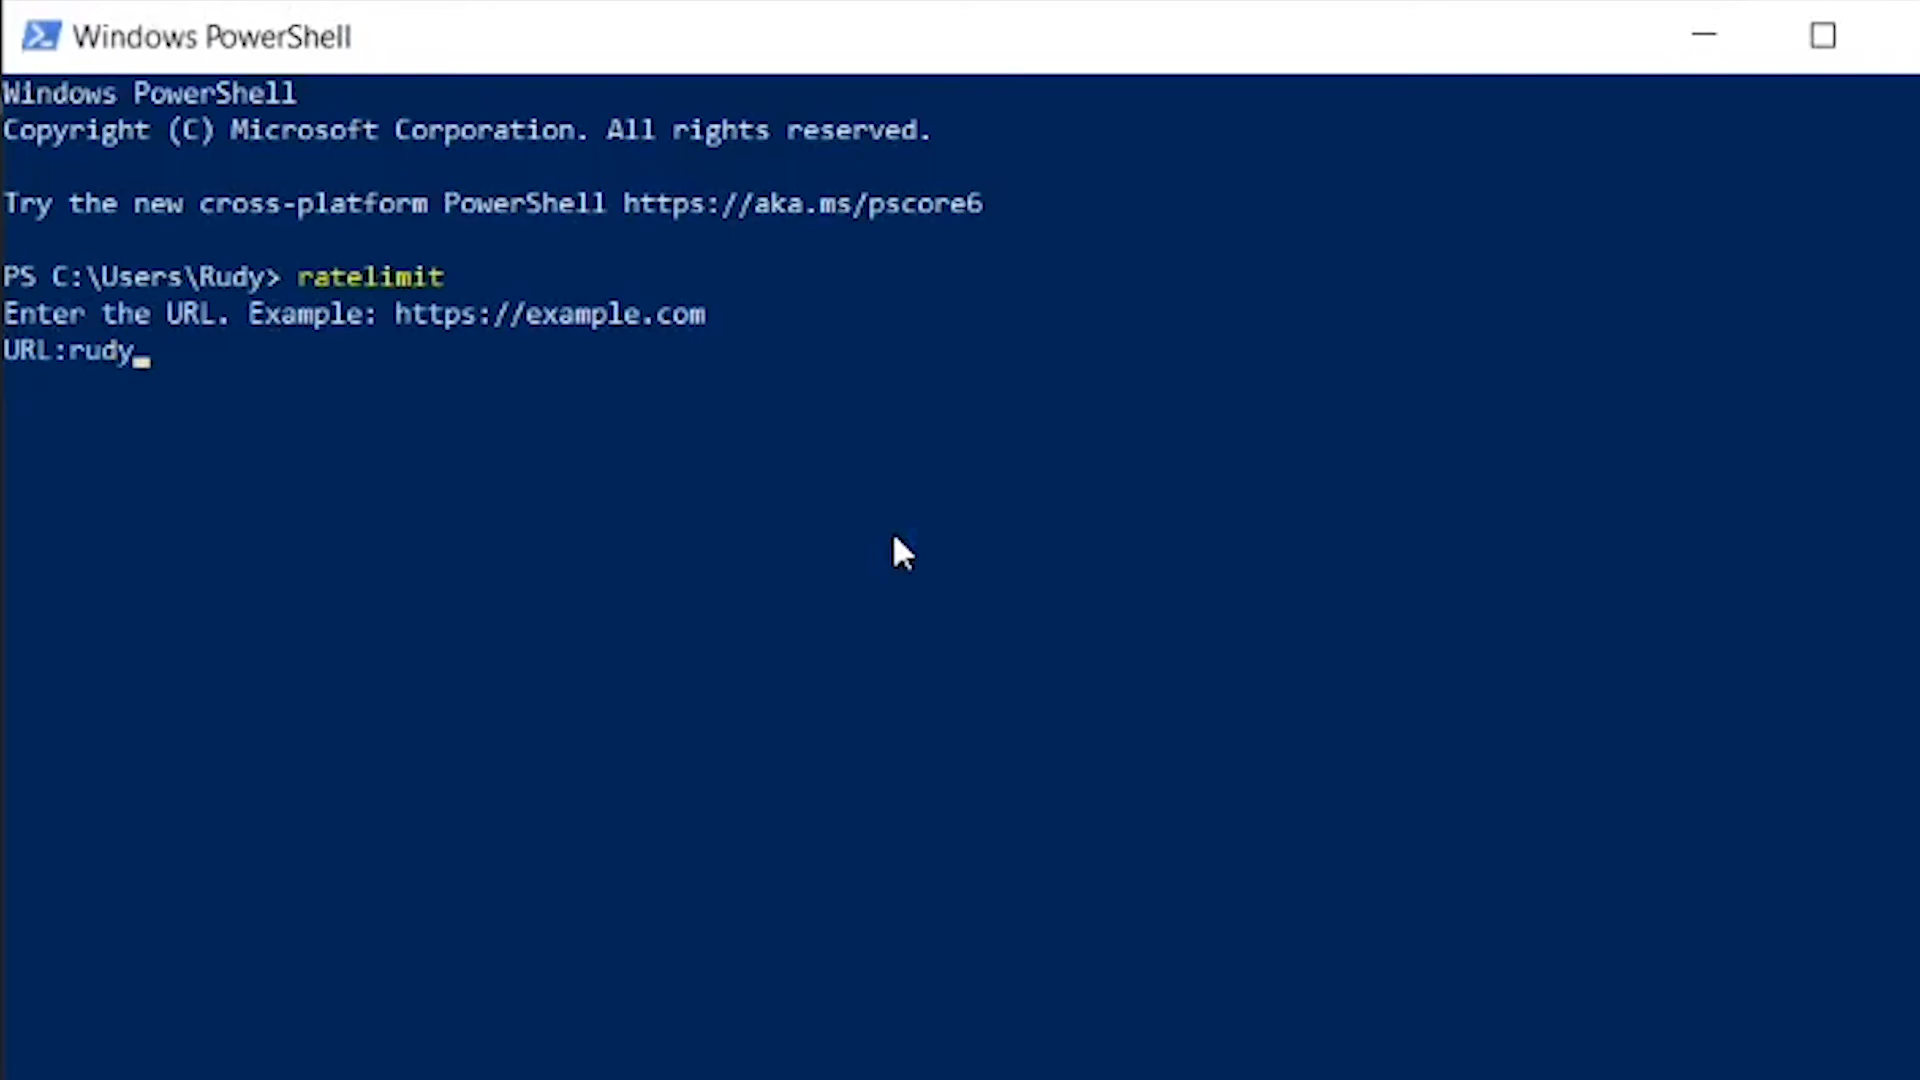 Windows PowerShell
Windows PowerShell
Copyright (C) Microsoft Corporation. All rights reserved.
Try the new cross-platform PowerShell https://aka.ms/pscore6
PS C:\Users\Rudy> ratelimit
Enter the URL. Example: https://example.com
URL:rudy